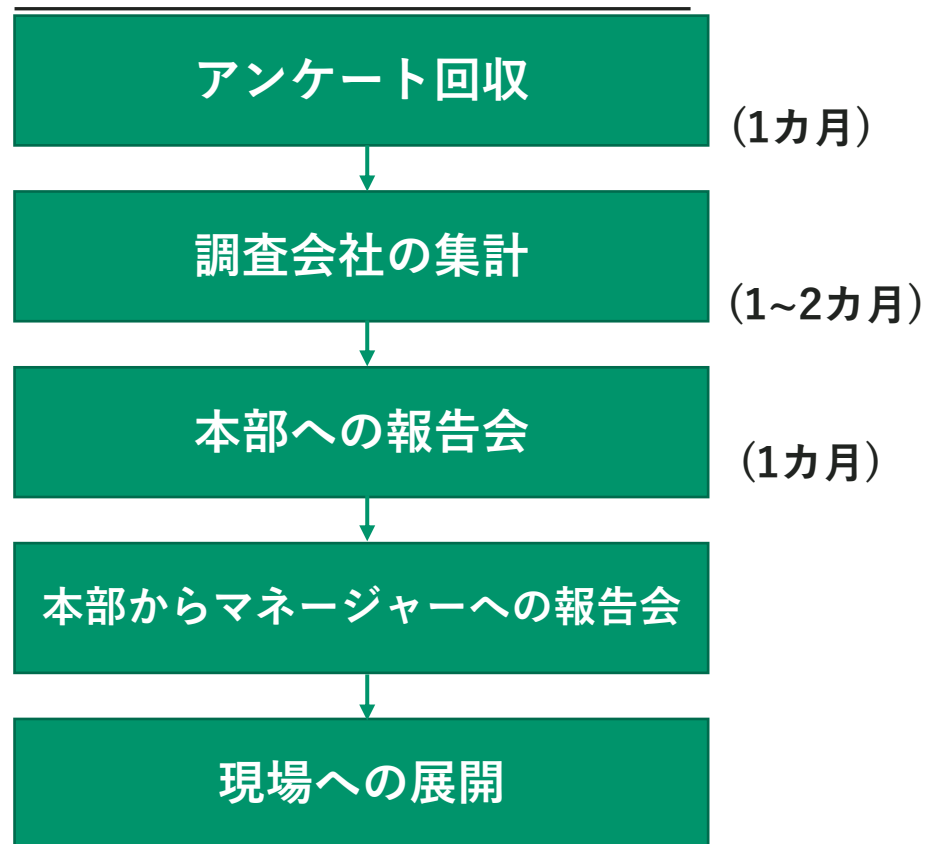 アンケート回収
(1カ月)
調査会社の集計
(1~2カ月)
本部への報告会
(1カ月)
本部からマネージャーへの報告会
現場への展開